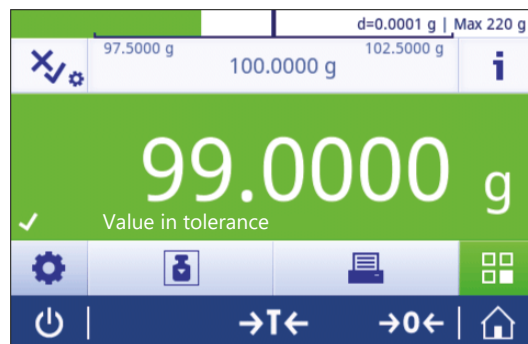 d=0.0001 g | Max 220 g
97.5000 g 102.5000 g
100.0000 g
i
99.0000 g
Value in tolerance
→T← →0←